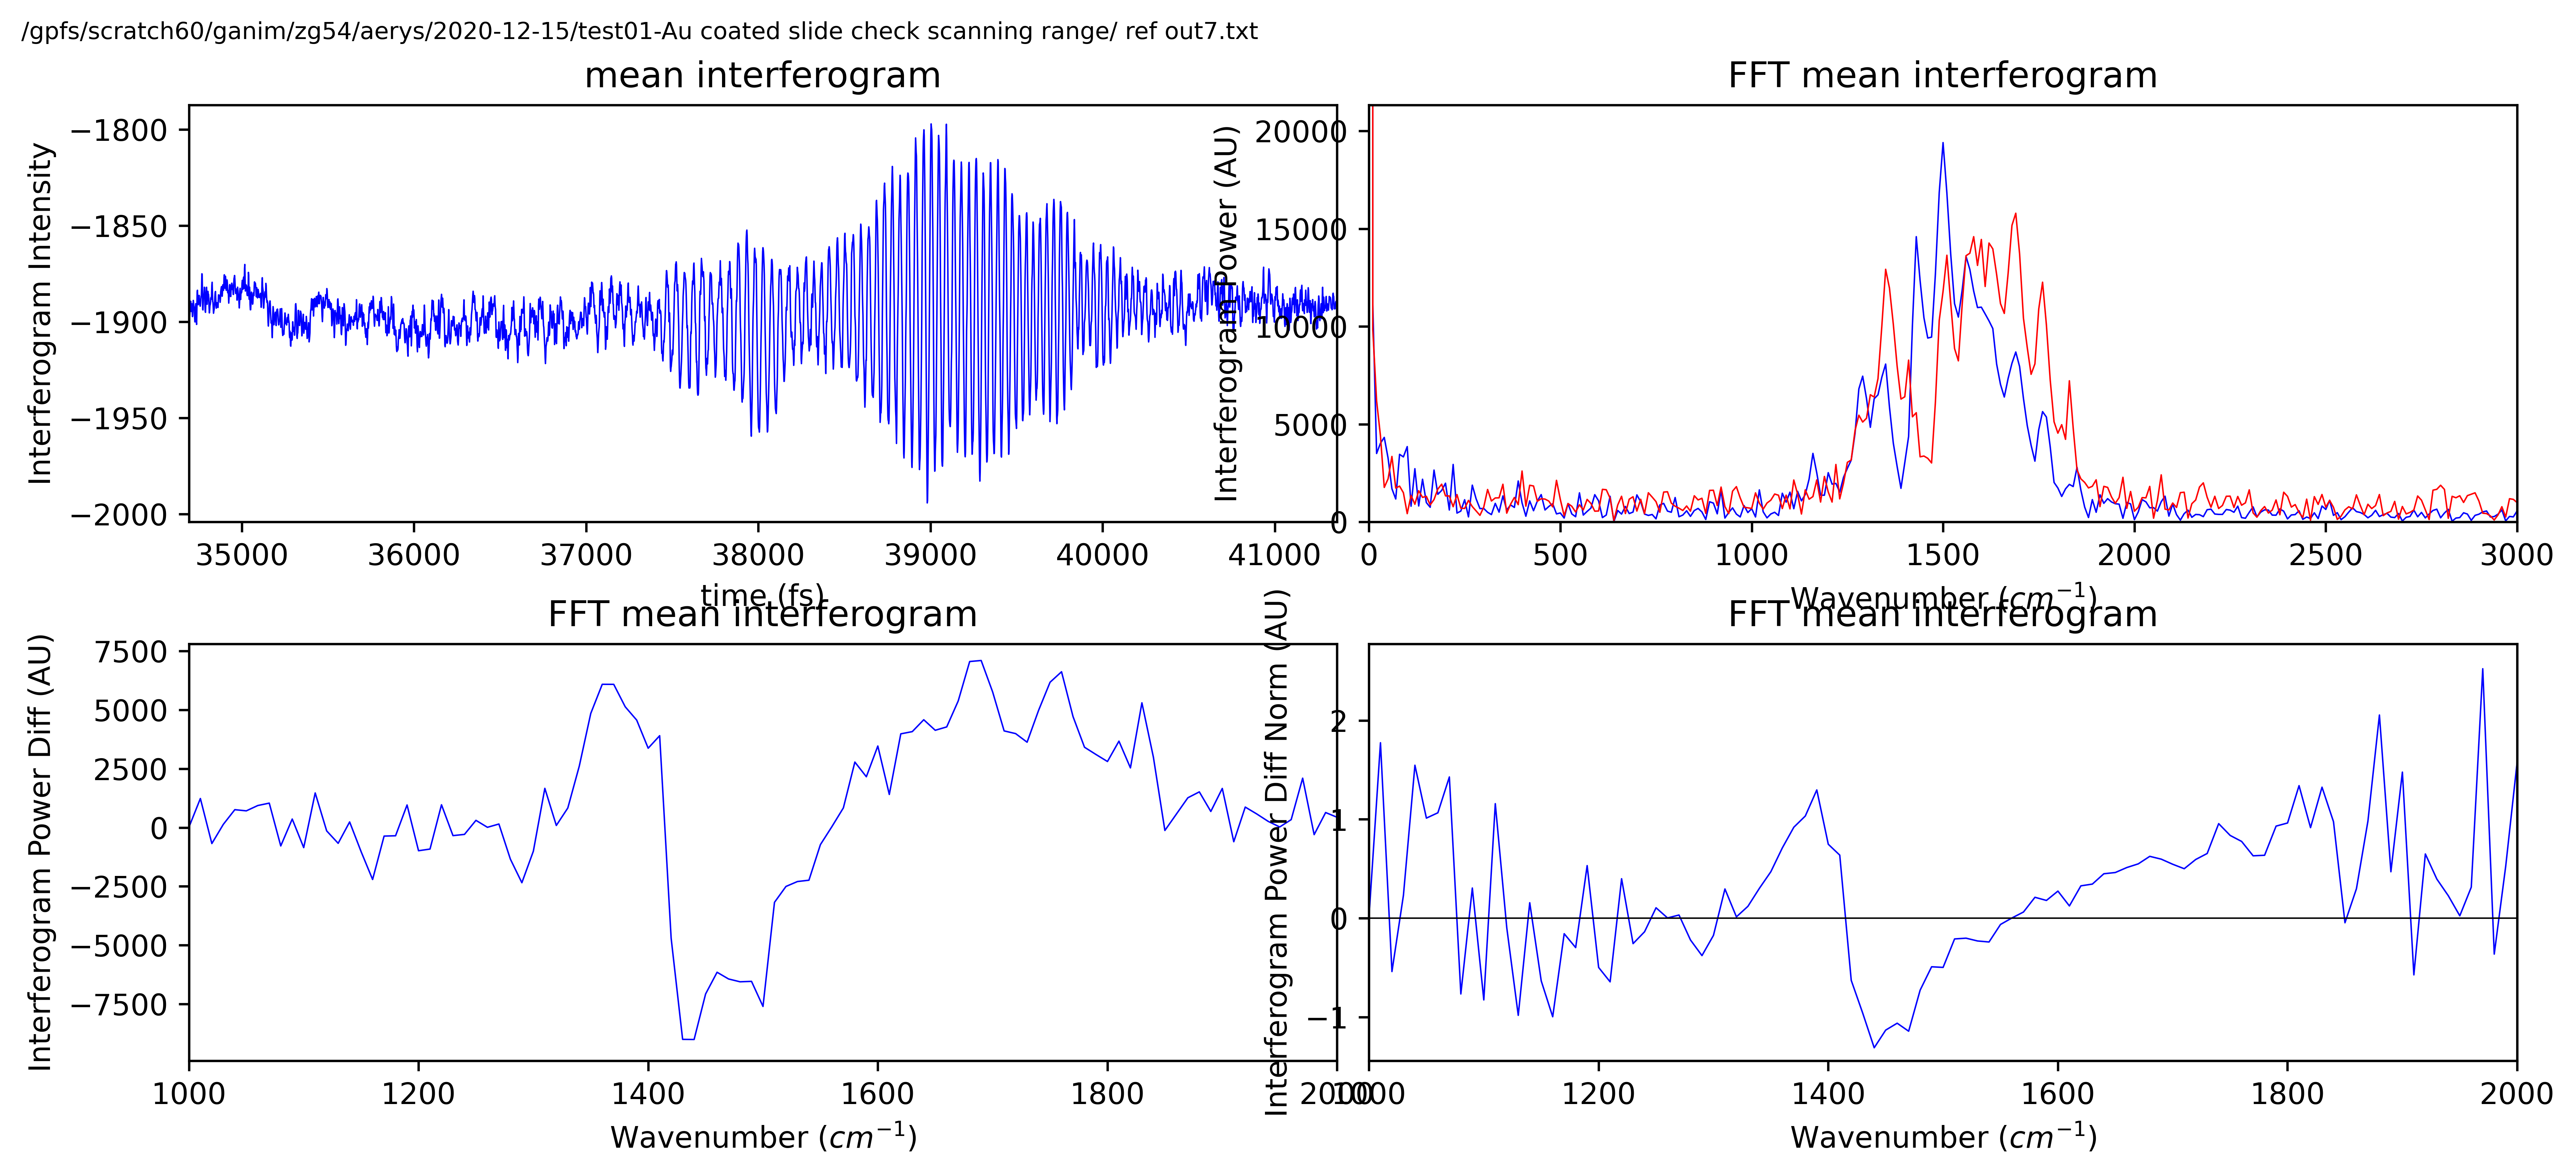 /gpfs/scratch60/ganim/zg54/aerys/2020-12-15/test01-Au coated slide check scanning range/ ref out7.txt
mean interferogram
Interferogram Intensity
−1800
−1850
−1900
−1950
−2000
35000 36000 37000 38000 39000 40000 41000
time (fs)
FFT mean interferogram
Interferogram Power (AU)
20000
15000
10000
5000
0
0 500 1000 1500 2000 2500 3000
Wavenumber (cm−1)
FFT mean interferogram
Interferogram Power Diff (AU)
7500
5000
2500
0
−2500
−5000
−7500
1000 1200 1400 1600 1800 2000
Wavenumber (cm−1)
FFT mean interferogram
Interferogram Power Diff Norm (AU)
2
1
0
−1
1000 1200 1400 1600 1800 2000
Wavenumber (cm−1)